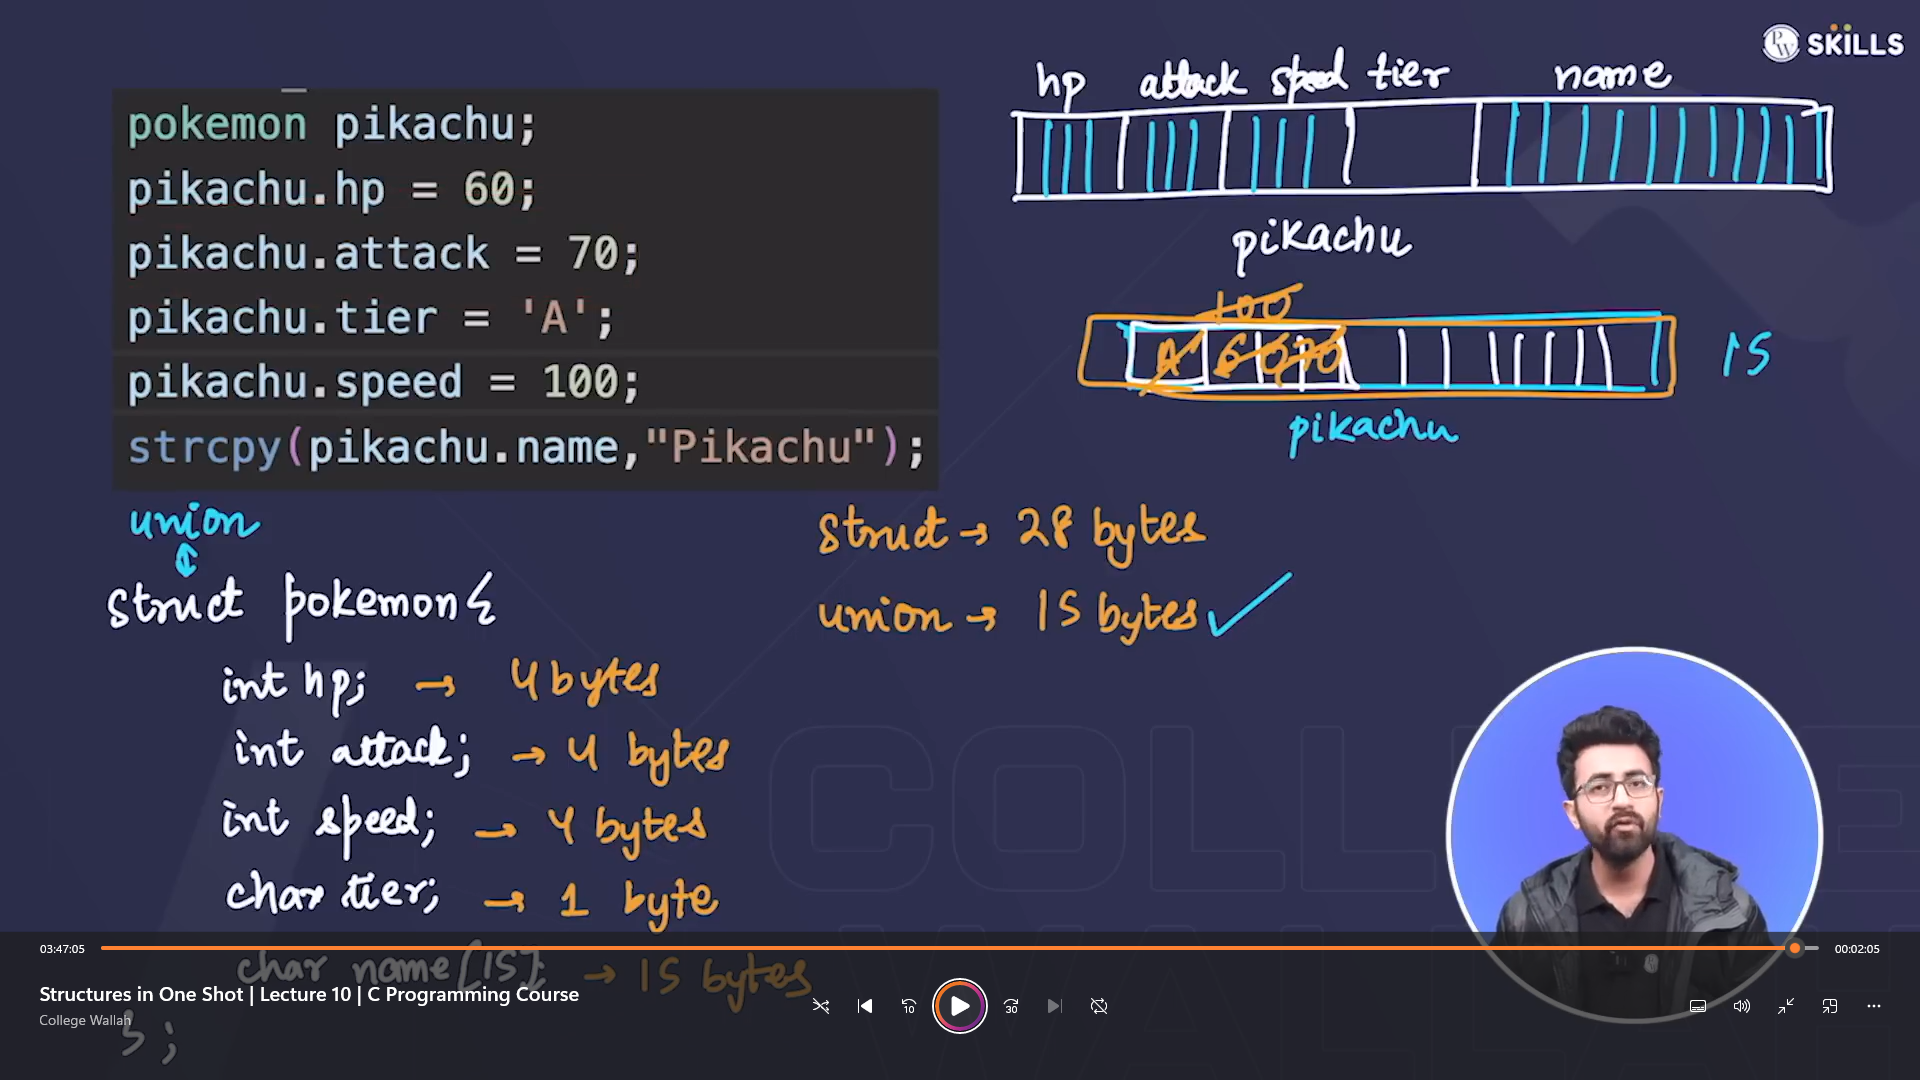 PW SKILLS
hp attack speed tier name
pokemon pikachu;
pikachu.hp = 60;
pikachu.attack = 70;
pikachu.tier = 'A';
pikachu.speed = 100;
strcpy(pikachu.name,"Pikachu");
pikachu
100
A 60 70
15
pikachu
union
struct pokemon{
int hp; → 4 bytes
int attack; → 4 bytes
int speed; → 4 bytes
char tier; → 1 byte
char name[15]; → 15 bytes
};
struct → 28 bytes
union → 15 bytes ✓
COLLEGE
WALLAH
03:47:05
00:02:05
Structures in One Shot | Lecture 10 | C Programming Course
College Wallah
10
30